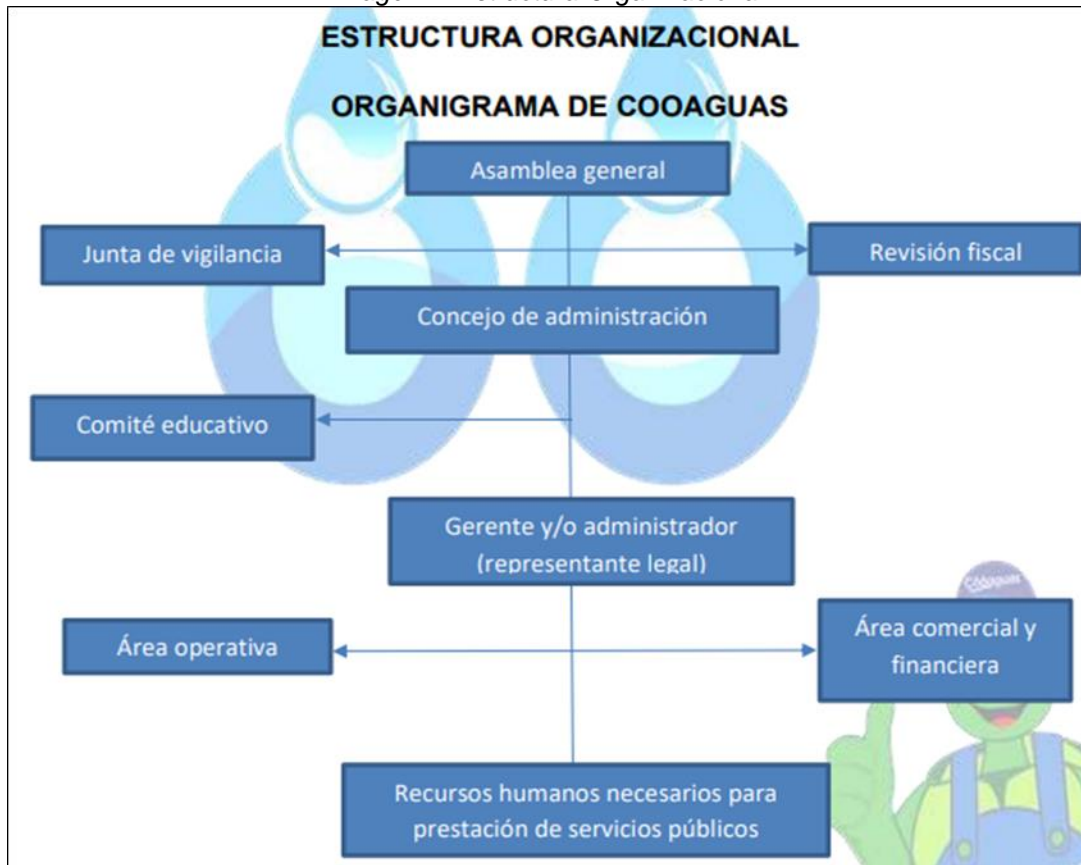 ESTRUCTURA ORGANIZACIONAL
ORGANIGRAMA DE COOAGUAS
Asamblea general
Junta de vigilancia
Revisión fiscal
Concejo de administración
Comité educativo
Gerente y/o administrador
(representante legal)
Área operativa
Área comercial y
financiera
Cooaguas
Recursos humanos necesarios para
prestación de servicios públicos